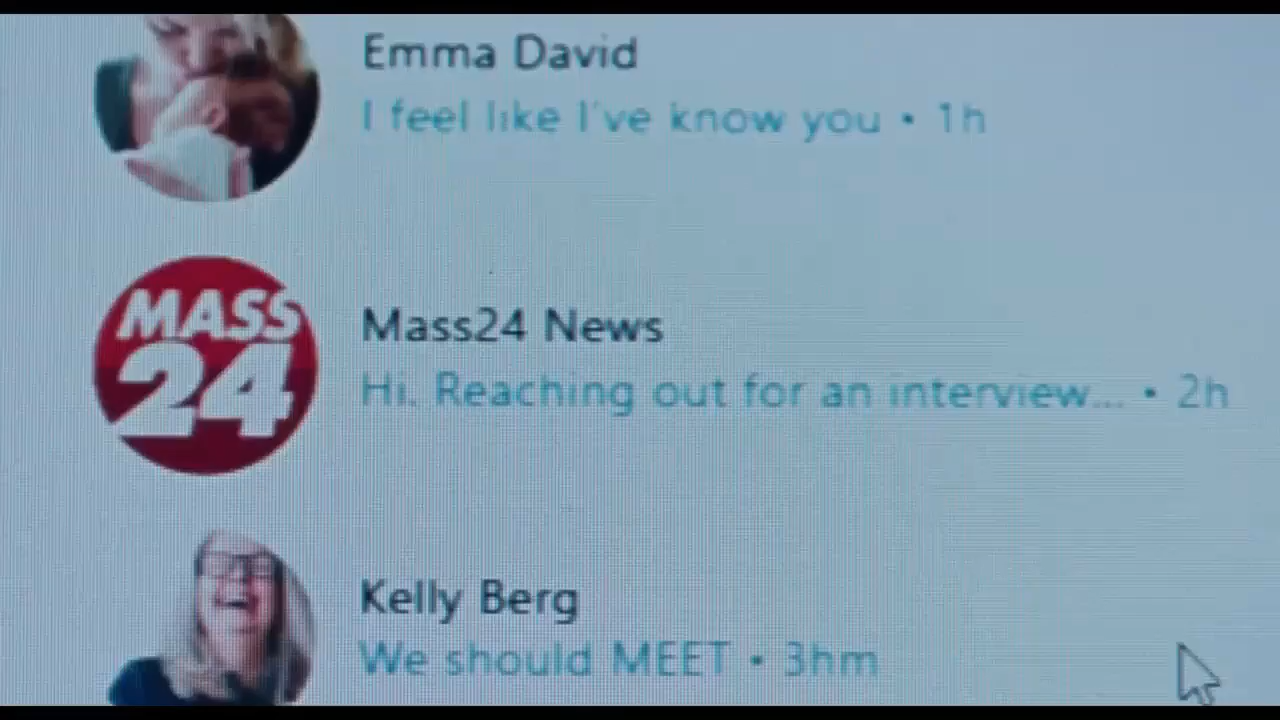 Emma David
I feel like I've know you • 1h
MASS
24
Mass24 News
Hi. Reaching out for an interview... • 2h
Kelly Berg
We should MEET • 3hm